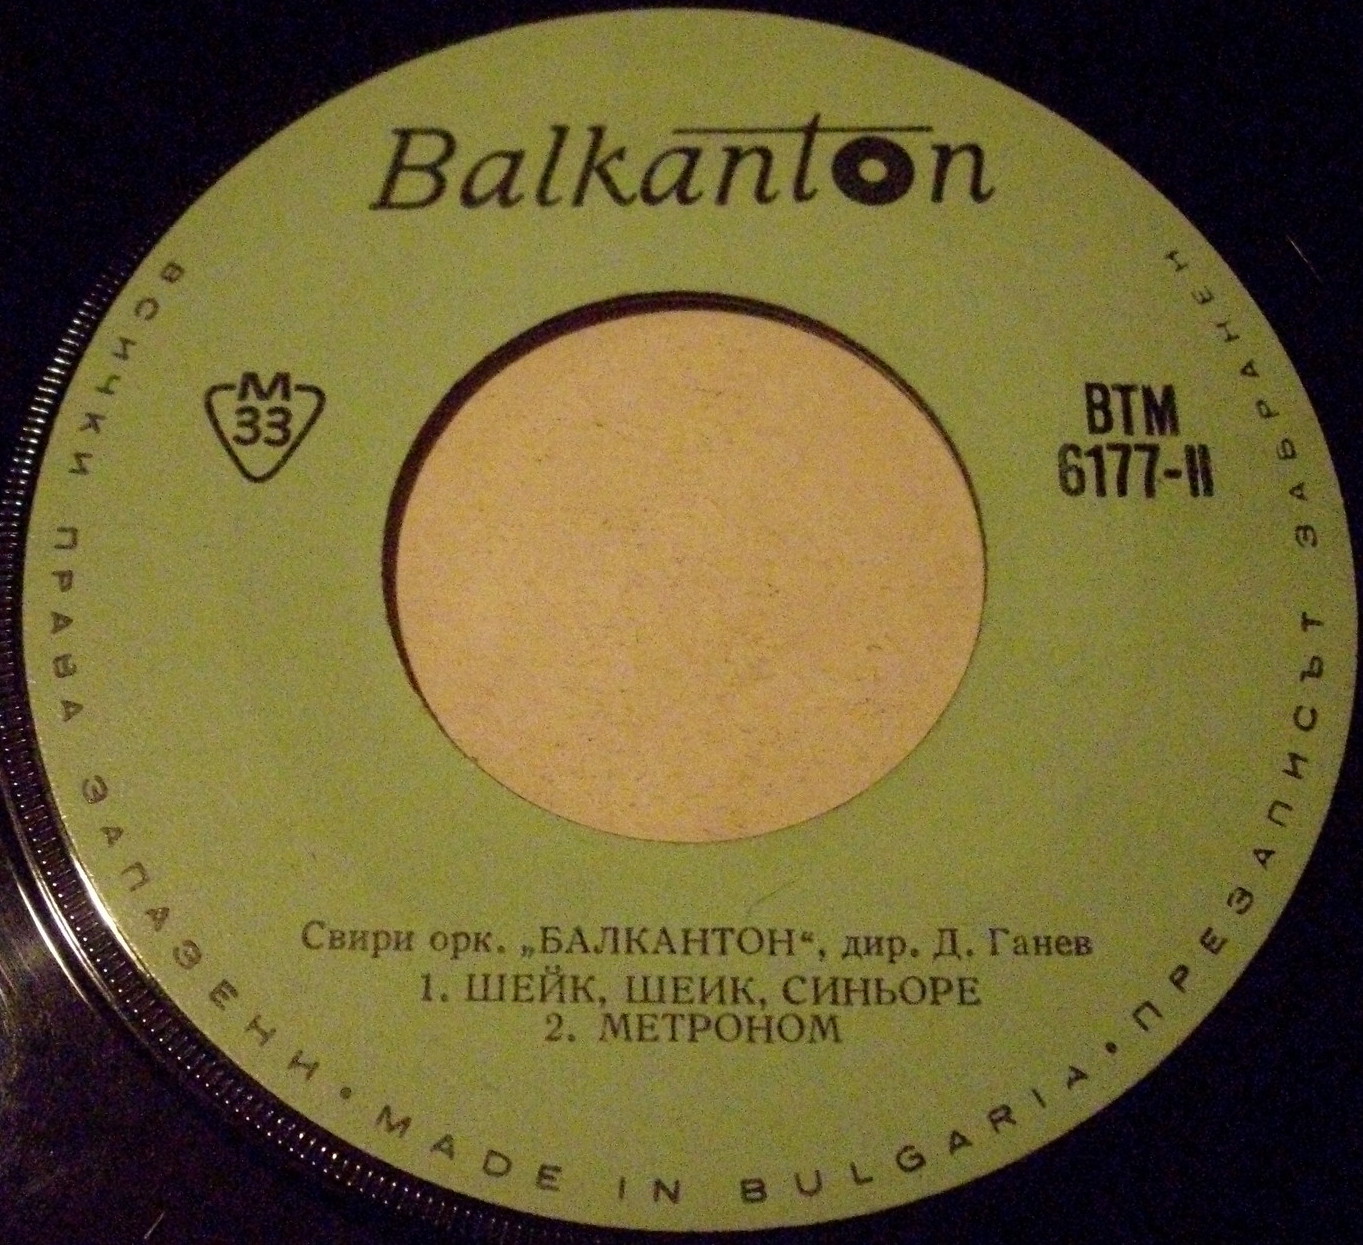 Balkanton
М
33
ВТМ
6177-II
Свири орк. „БАЛКАНТОН“, дир. Д. Ганев
1. ШЕЙК, ШЕИК, СИНЬОРЕ
2. МЕТРОНОМ
ВСИЧКИ ПРАВА ЗАПАЗЕНИ • MADE IN BULGARIA • ПРЕЗАПИСЪТ ЗАБРАНЕН